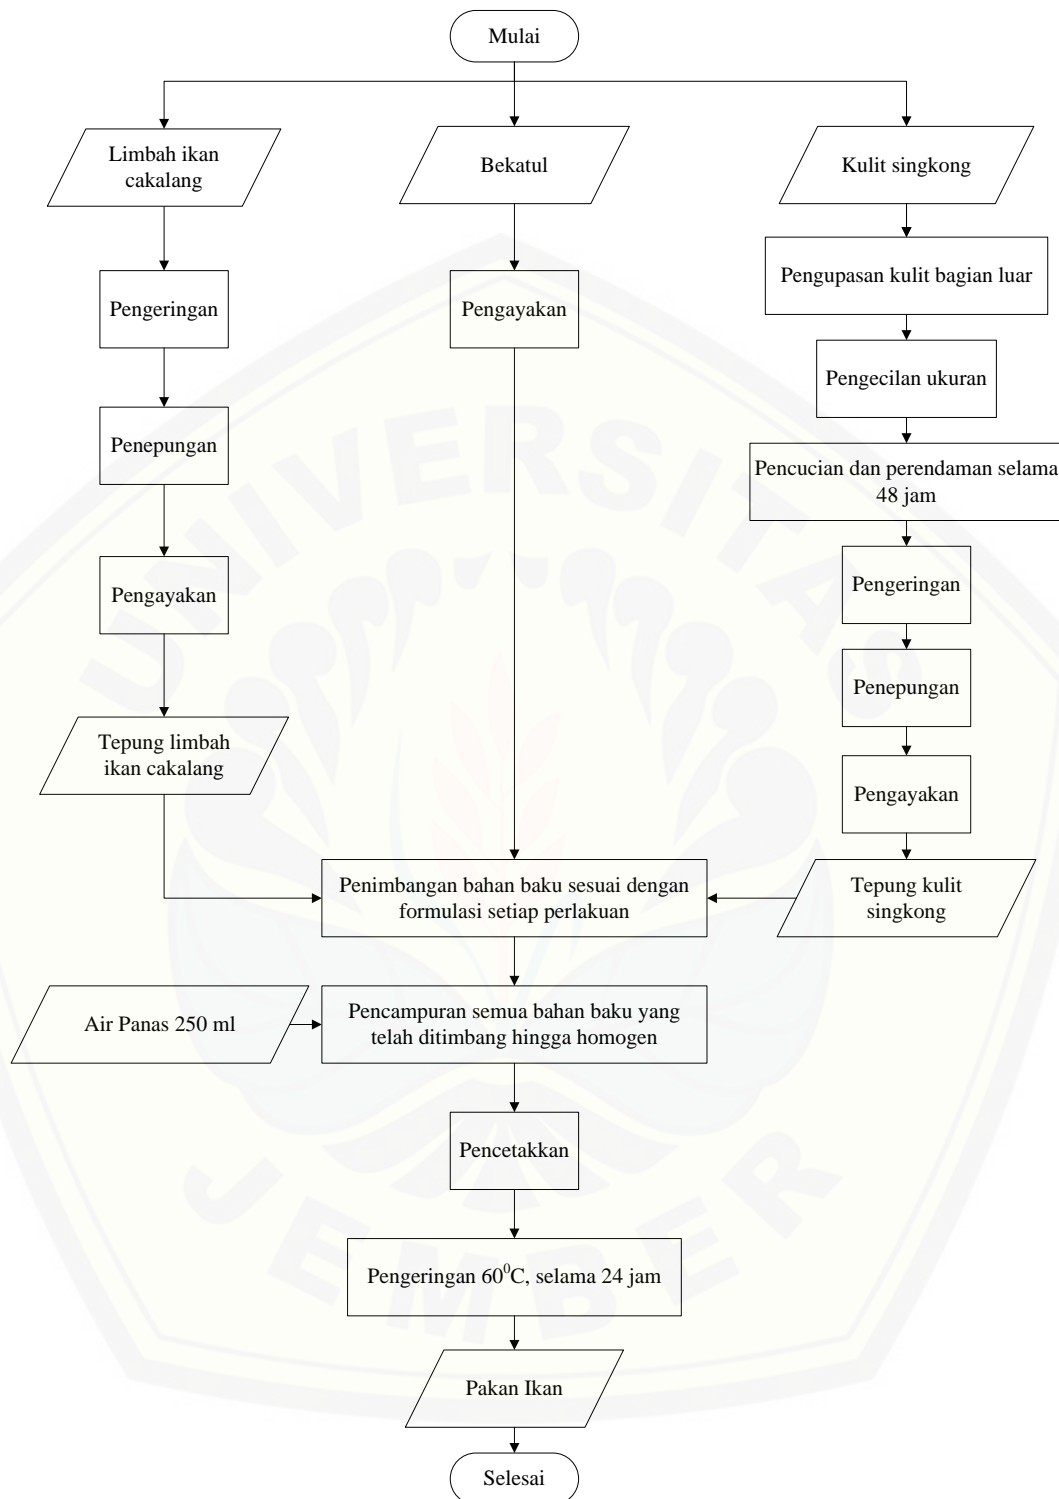 Mulai
Limbah ikan
cakalang
Bekatul
Kulit singkong
Pengupasan kulit bagian luar
Pengeringan
Pengayakan
Pengecilan ukuran
Penepungan
Pencucian dan perendaman selama
48 jam
Pengayakan
Pengeringan
Penepungan
Tepung limbah
ikan cakalang
Pengayakan
Penimbangan bahan baku sesuai dengan
formulasi setiap perlakuan
Tepung kulit
singkong
Air Panas 250 ml
Pencampuran semua bahan baku yang
telah ditimbang hingga homogen
Pencetakkan
Pengeringan 60⁰C, selama 24 jam
Pakan Ikan
Selesai
UNIVERSITAS
JEMBER